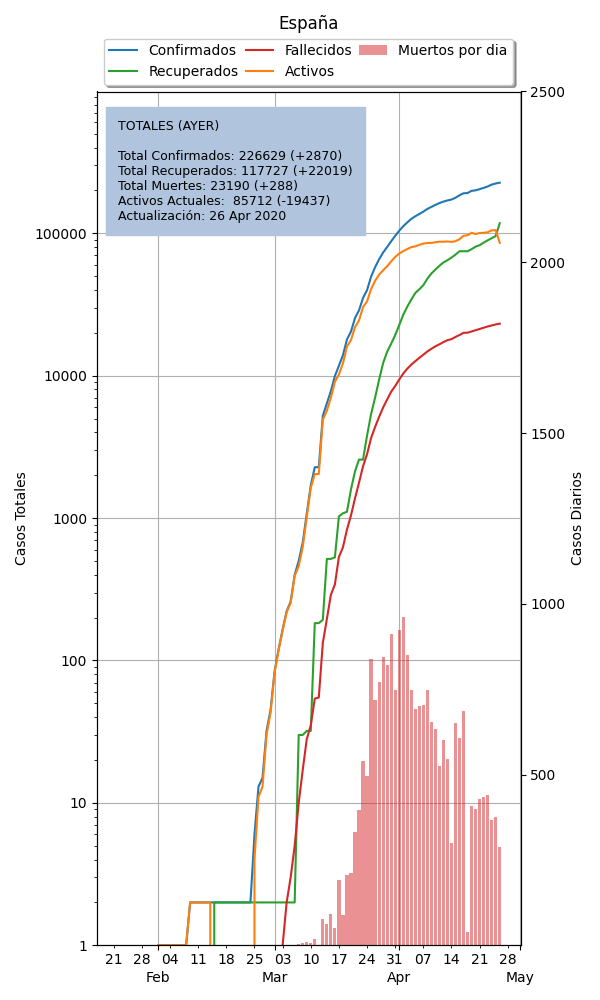 España
Confirmados Fallecidos Muertos por dia
Recuperados Activos
TOTALES (AYER)
Total Confirmados: 226629 (+2870)
Total Recuperados: 117727 (+22019)
Total Muertes: 23190 (+288)
Activos Actuales: 85712 (-19437)
Actualización: 26 Apr 2020
2500
100000
2000
10000
1500
Casos Totales
Casos Diarios
1000
1000
100
500
10
1
21 28 04 11 18 25 03 10 17 24 31 07 14 21 28
Feb Mar Apr May